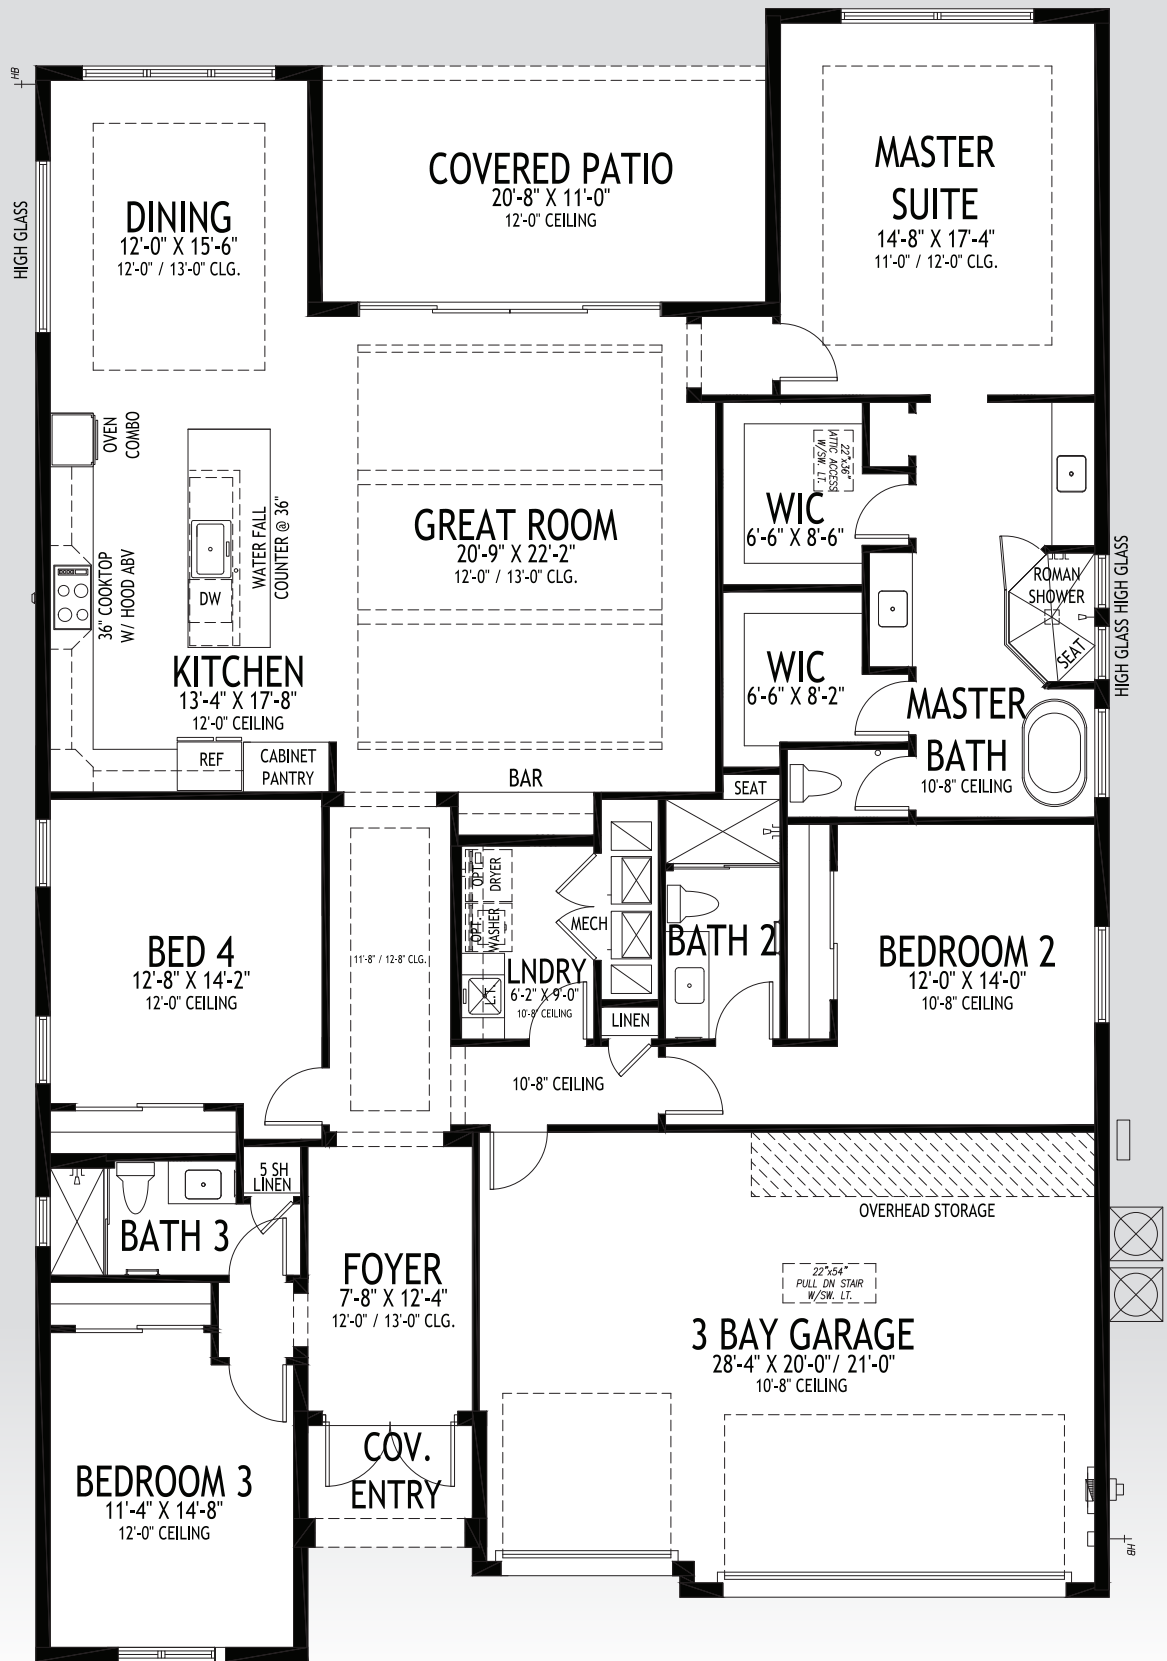 HB
HIGH GLASS
DINING
12'-0" X 15'-6"
12'-0" / 13'-0" CLG.
COVERED PATIO
20'-8" X 11'-0"
12'-0" CEILING
MASTER
SUITE
14'-8" X 17'-4"
11'-0" / 12'-0" CLG.
OVEN
COMBO
36" COOKTOP
W/ HOOD ABV
DW
WATER FALL
COUNTER @ 36"
KITCHEN
13'-4" X 17'-8"
12'-0" CEILING
REF
CABINET
PANTRY
GREAT ROOM
20'-9" X 22'-2"
12'-0" / 13'-0" CLG.
BAR
22"x36"
ATTIC ACCESS
W/SW. LT.
WIC
6'-6" X 8'-6"
WIC
6'-6" X 8'-2"
ROMAN
SHOWER
SEAT
HIGH GLASS HIGH GLASS
MASTER
BATH
10'-8" CEILING
SEAT
BED 4
12'-8" X 14'-2"
12'-0" CEILING
11'-8" / 12-8" CLG.
OPT.
DRYER
OPT.
WASHER
MECH
LNDRY
6'-2" X 9'-0"
10'-8" CEILING
L.T.
LINEN
BATH 2
BEDROOM 2
12'-0" X 14'-0"
10'-8" CEILING
10'-8" CEILING
5 SH
LINEN
BATH 3
FOYER
7'-8" X 12'-4"
12'-0" / 13'-0" CLG.
OVERHEAD STORAGE
22"x54"
PULL DN STAIR
W/SW. LT.
3 BAY GARAGE
28'-4" X 20'-0"/ 21'-0"
10'-8" CEILING
COV.
ENTRY
BEDROOM 3
11'-4" X 14'-8"
12'-0" CEILING
HB